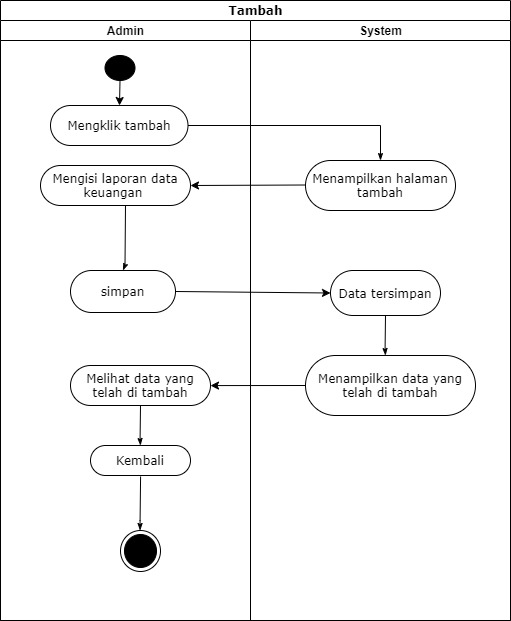 Tambah
Admin
System
Mengklik tambah
Menampilkan halaman
tambah
Mengisi laporan data
keuangan
simpan
Data tersimpan
Menampilkan data yang
telah di tambah
Melihat data yang
telah di tambah
Kembali